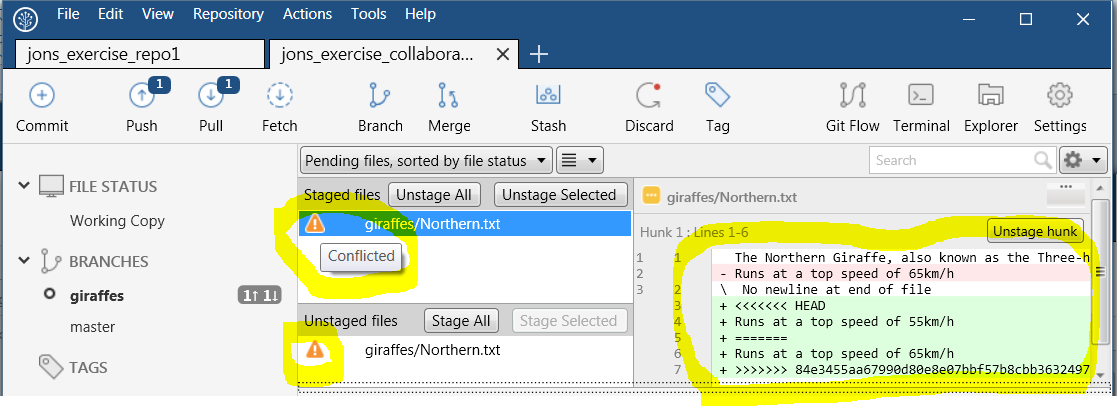 File Edit View Repository Actions Tools Help
jons_exercise_repo1 jons_exercise_collabora...
1 1
Commit Push Pull Fetch Branch Merge Stash Discard Tag Git Flow Terminal Explorer Settings
Pending files, sorted by file status Search
FILE STATUS
Working Copy
BRANCHES
giraffes 1↑ 1↓
master
TAGS
Staged files Unstage All Unstage Selected
giraffes/Northern.txt
Conflicted
Unstaged files Stage All Stage Selected
giraffes/Northern.txt
giraffes/Northern.txt
Hunk 1 : Lines 1-6 Unstage hunk
1 1 The Northern Giraffe, also known as the Three-h
2 - Runs at a top speed of 65km/h
3 2 \ No newline at end of file
3 + <<<<<<< HEAD
4 + Runs at a top speed of 55km/h
5 + =======
6 + Runs at a top speed of 65km/h
7 + >>>>>>> 84e3455aa67990d80e8e07bbf57b8cbb3632497